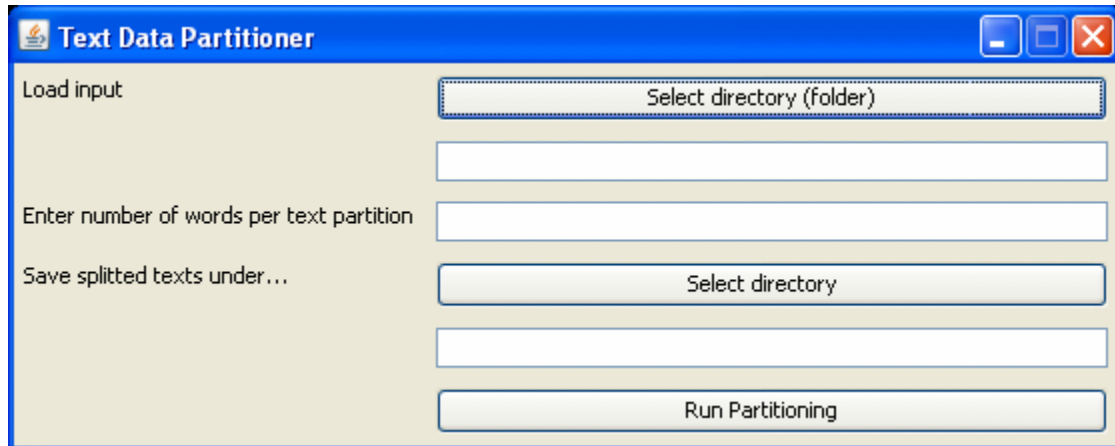 Text Data Partitioner
Load input
Select directory (folder)
Enter number of words per text partition
Save splitted texts under...
Select directory
Run Partitioning